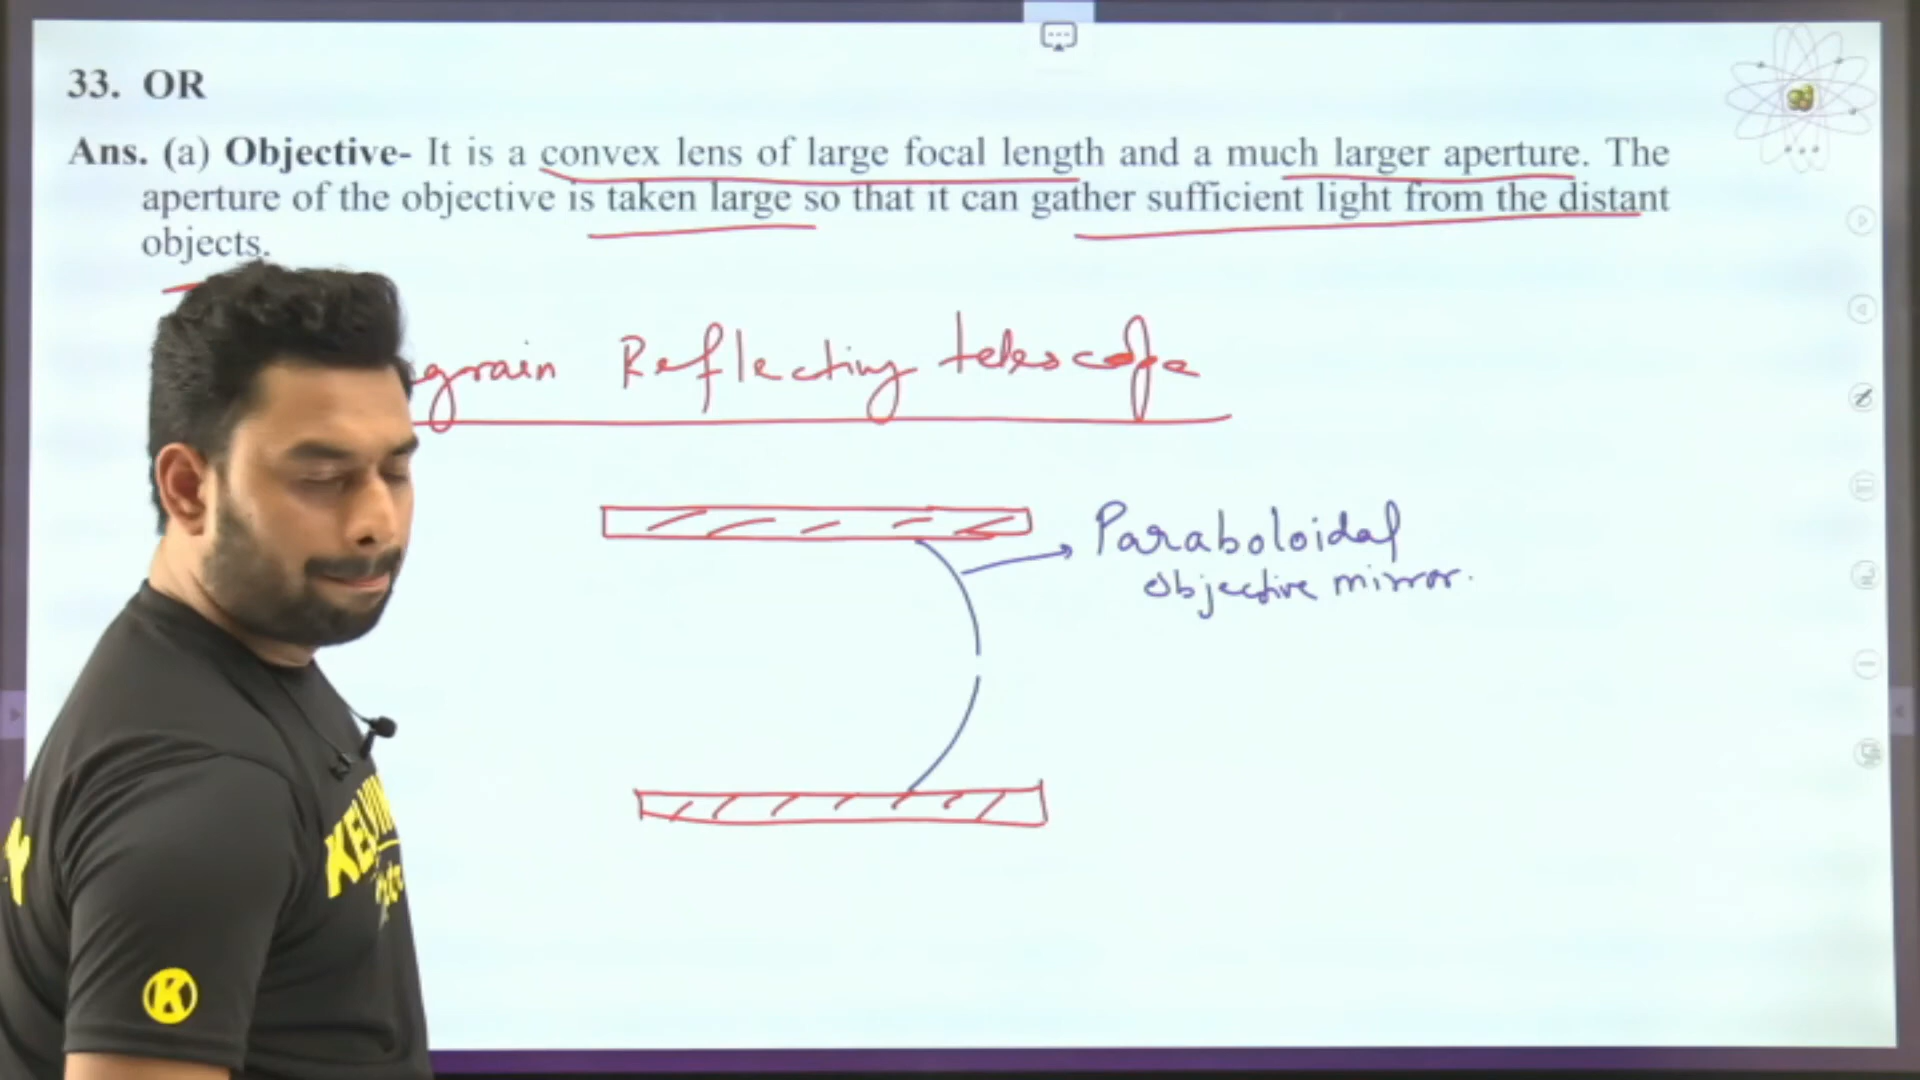 33. OR
Ans. (a) Objective- It is a convex lens of large focal length and a much larger aperture. The
aperture of the objective is taken large so that it can gather sufficient light from the distant
objects.
grain Reflecting telescope
Paraboloidal
objective mirror.
Y
K